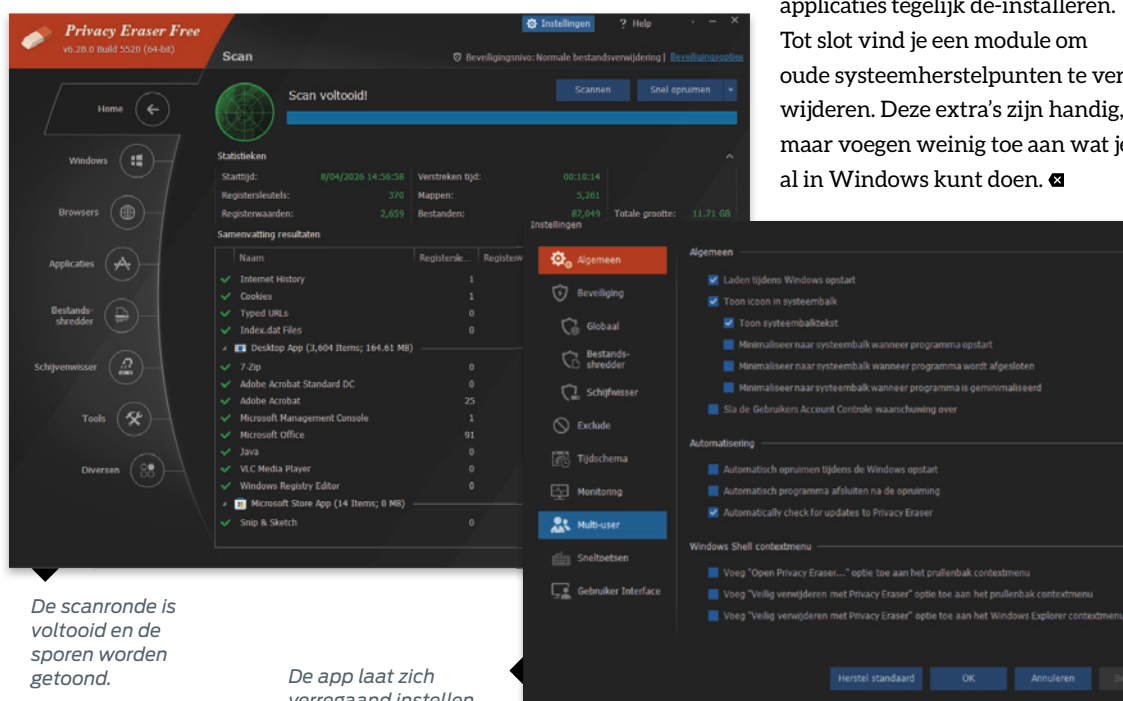 applicaties tegelijk de-installeren.
Tot slot vind je een module om
oude systeemherstelpunten te ver
wijderen. Deze extra's zijn handig,
maar voegen weinig toe aan wat je
al in Windows kunt doen.
Privacy Eraser Free
v6.28.0 Build 5520 (64-bit)
Instellingen
? Help
Scan
Beveiligingsnivo: Normale bestandsverwijdering | Beveiligingsopties
Home
Windows
Browsers
Applicaties
Bestands-
shredder
Schijvenwisser
Tools
Diversen
Scan voltooid!
Scannen
Snel opruimen
Statistieken
Starttijd: 8/04/2026 14:56:58 Verstreken tijd: 00:10:14
Registersleutels: 370 Mappen: 5,261
Registerwaarden: 2,659 Bestanden: 87,049 Totale grootte: 11.71 GB
Samenvatting resultaten
Naam Registersle... Registerw
Internet History 1
Cookies 1
Typed URLs 0
Index.dat Files 0
Desktop App (3,604 Items; 164.61 MB)
7-Zip 0
Adobe Acrobat Standard DC 0
Adobe Acrobat 25
Microsoft Management Console 1
Microsoft Office 91
Java 0
VLC Media Player 0
Windows Registry Editor 0
Microsoft Store App (14 Items; 0 MB)
Snip & Sketch 0
Instellingen
Algemeen
Beveiliging
Globaal
Bestands-
shredder
Schijfwisser
Exclude
Tijdschema
Monitoring
Multi-user
Sneltoetsen
Gebruiker Interface
Algemeen
Laden tijdens Windows opstart
Toon icoon in systeembalk
Toon systeembalktekst
Minimaliseer naar systeembalk wanneer programma opstart
Minimaliseer naar systeembalk wanneer programma wordt afgesloten
Minimaliseer naar systeembalk wanneer programma is geminimaliseerd
Sla de Gebruikers Account Controle waarschuwing over
Automatisering
Automatisch opruimen tijdens de Windows opstart
Automatisch programma afsluiten na de opruiming
Automatically check for updates to Privacy Eraser
Windows Shell contextmenu
Voeg "Open Privacy Eraser..." optie toe aan het prullenbak contextmenu
Voeg "Veilig verwijderen met Privacy Eraser" optie toe aan het prullenbak contextmenu
Voeg "Veilig verwijderen met Privacy Eraser" optie toe aan het Windows Explorer contextmenu
Herstel standaard
OK
Annuleren
De scanronde is
voltooid en de
sporen worden
getoond.
De app laat zich
verregaand instellen